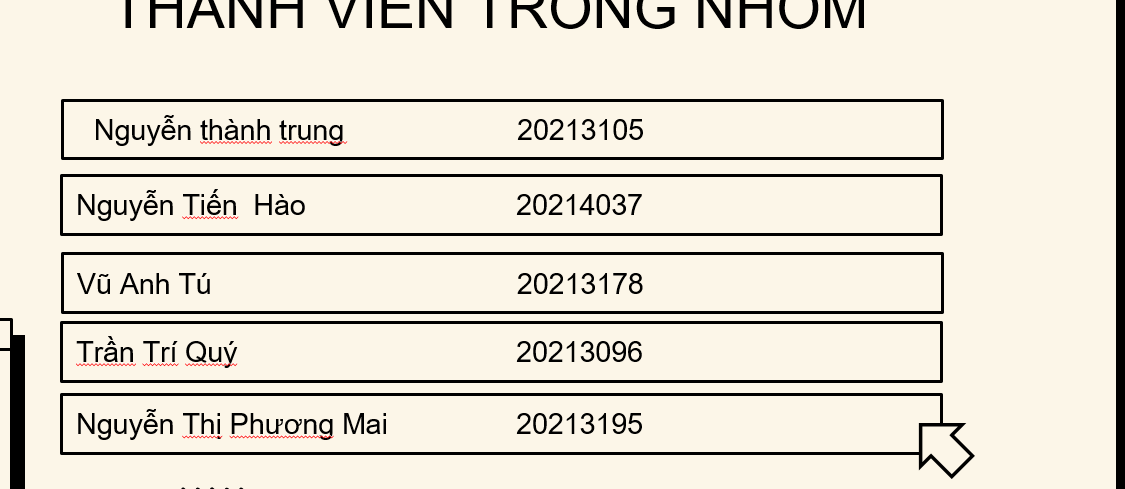 THÀNH VIÊN TRONG NHÓM
Nguyễn thành trung 20213105
Nguyễn Tiến Hào 20214037
Vũ Anh Tú 20213178
Trần Trí Quý 20213096
Nguyễn Thị Phương Mai 20213195